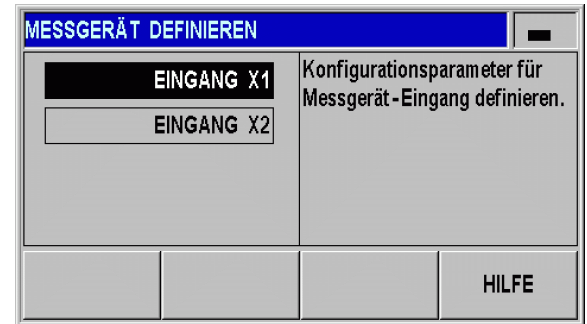 MESSGERÄT DEFINIEREN
EINGANG X1
EINGANG X2
Konfigurationsparameter für
Messgerät-Eingang definieren.
HILFE